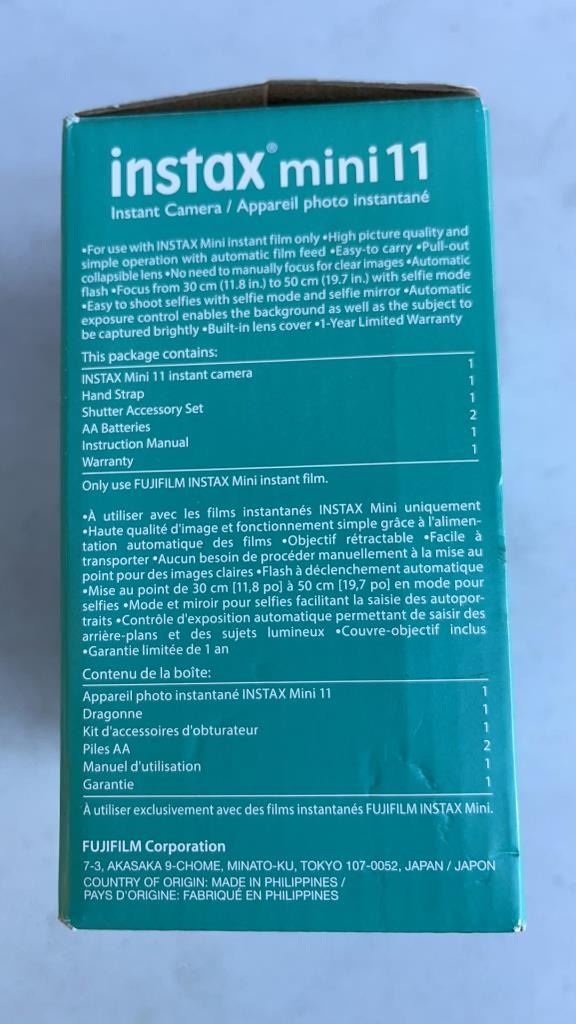 instax® mini 11
Instant Camera / Appareil photo instantané
•For use with INSTAX Mini instant film only •High picture quality and
simple operation with automatic film feed •Easy-to carry •Pull-out
collapsible lens •No need to manually focus for clear images •Automatic
flash •Focus from 30 cm (11.8 in.) to 50 cm (19.7 in.) with selfie mode
•Easy to shoot selfies with selfie mode and selfie mirror •Automatic
exposure control enables the background as well as the subject to
be captured brightly •Built-in lens cover •1-Year Limited Warranty
This package contains:
INSTAX Mini 11 instant camera 1
Hand Strap 1
Shutter Accessory Set 1
AA Batteries 2
Instruction Manual 1
Warranty 1
Only use FUJIFILM INSTAX Mini instant film.
•À utiliser avec les films instantanés INSTAX Mini uniquement
•Haute qualité d'image et fonctionnement simple grâce à l'alimen-
tation automatique des films •Objectif rétractable •Facile à
transporter •Aucun besoin de procéder manuellement à la mise au
point pour des images claires •Flash à déclenchement automatique
•Mise au point de 30 cm [11,8 po] à 50 cm [19,7 po] en mode pour
selfies •Mode et miroir pour selfies facilitant la saisie des autopor-
traits •Contrôle d'exposition automatique permettant de saisir des
arrière-plans et des sujets lumineux •Couvre-objectif inclus
•Garantie limitée de 1 an
Contenu de la boîte:
Appareil photo instantané INSTAX Mini 11 1
Dragonne 1
Kit d'accessoires d'obturateur 1
Piles AA 2
Manuel d'utilisation 1
Garantie 1
À utiliser exclusivement avec des films instantanés FUJIFILM INSTAX Mini.
FUJIFILM Corporation
7-3, AKASAKA 9-CHOME, MINATO-KU, TOKYO 107-0052, JAPAN / JAPON
COUNTRY OF ORIGIN: MADE IN PHILIPPINES /
PAYS D'ORIGINE: FABRIQUÉ EN PHILIPPINES